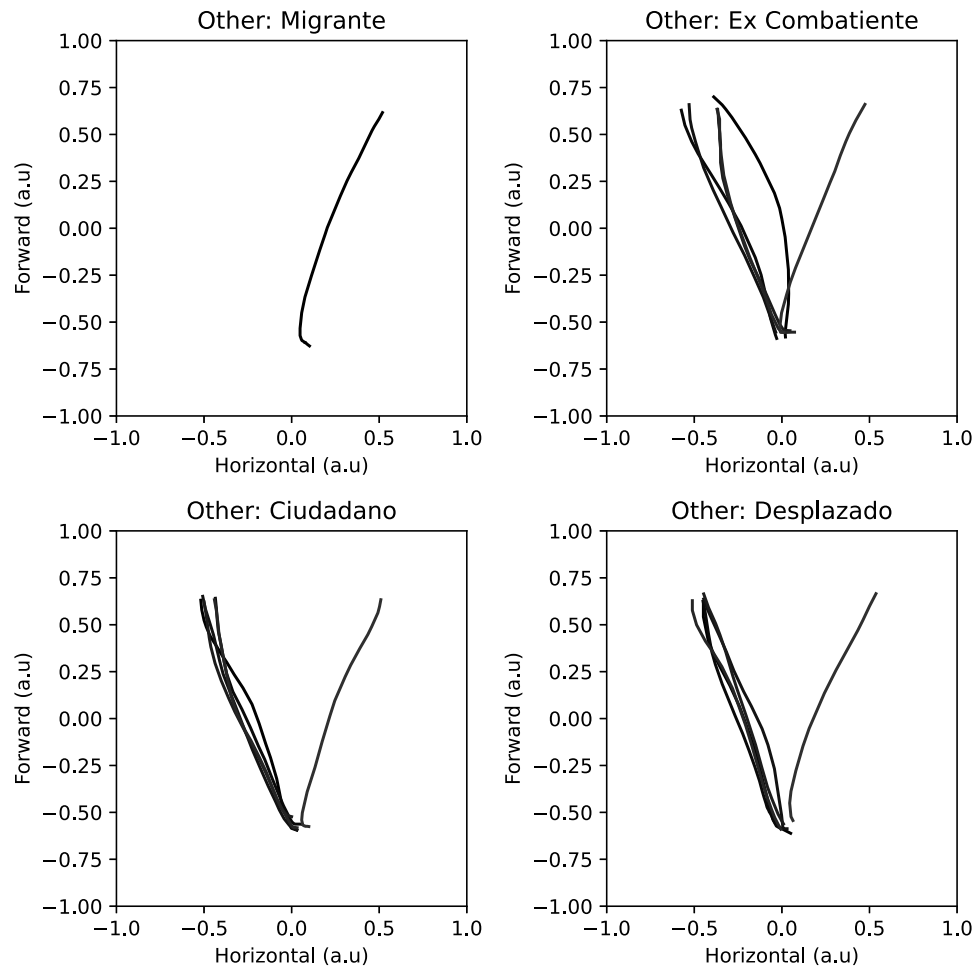 Other: Migrante
1.00
0.75
0.50
0.25
0.00
−0.25
−0.50
−0.75
−1.00
Forward (a.u)
−1.0 −0.5 0.0 0.5 1.0
Horizontal (a.u)
Other: Ex Combatiente
1.00
0.75
0.50
0.25
0.00
−0.25
−0.50
−0.75
−1.00
Forward (a.u)
−1.0 −0.5 0.0 0.5 1.0
Horizontal (a.u)
Other: Ciudadano
1.00
0.75
0.50
0.25
0.00
−0.25
−0.50
−0.75
−1.00
Forward (a.u)
−1.0 −0.5 0.0 0.5 1.0
Horizontal (a.u)
Other: Desplazado
1.00
0.75
0.50
0.25
0.00
−0.25
−0.50
−0.75
−1.00
Forward (a.u)
−1.0 −0.5 0.0 0.5 1.0
Horizontal (a.u)